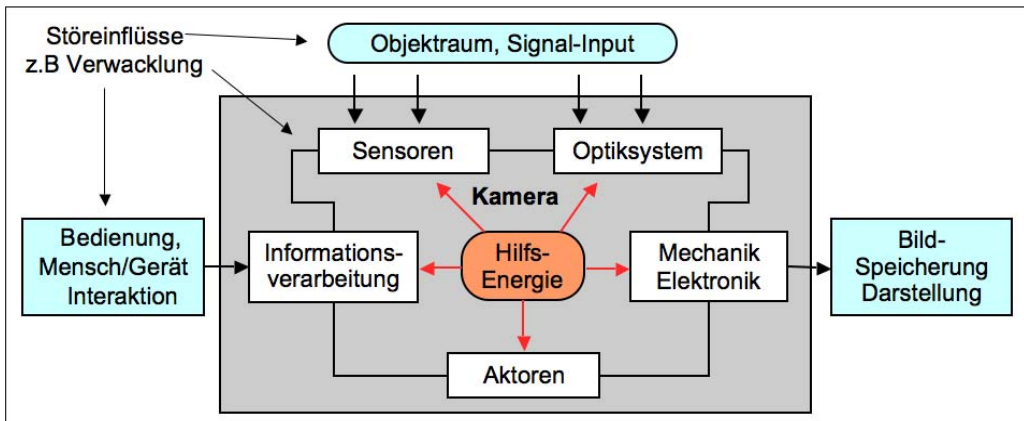 Störeinflüsse
z.B Verwacklung
Objektraum, Signal-Input
Sensoren
Optiksystem
Kamera
Bedienung,
Mensch/Gerät
Interaktion
Informations-
verarbeitung
Hilfs-
Energie
Mechanik
Elektronik
Bild-
Speicherung
Darstellung
Aktoren